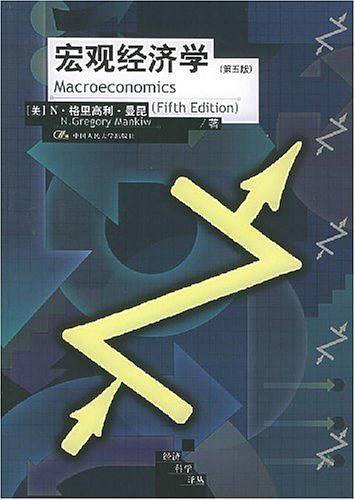 宏观经济学 (第五版)
Macroeconomics
[美] N·格里高利·曼昆 (Fifth Edition)
N.Gregory Mankiw / 著
中国人民大学出版社
经济
科学
译丛